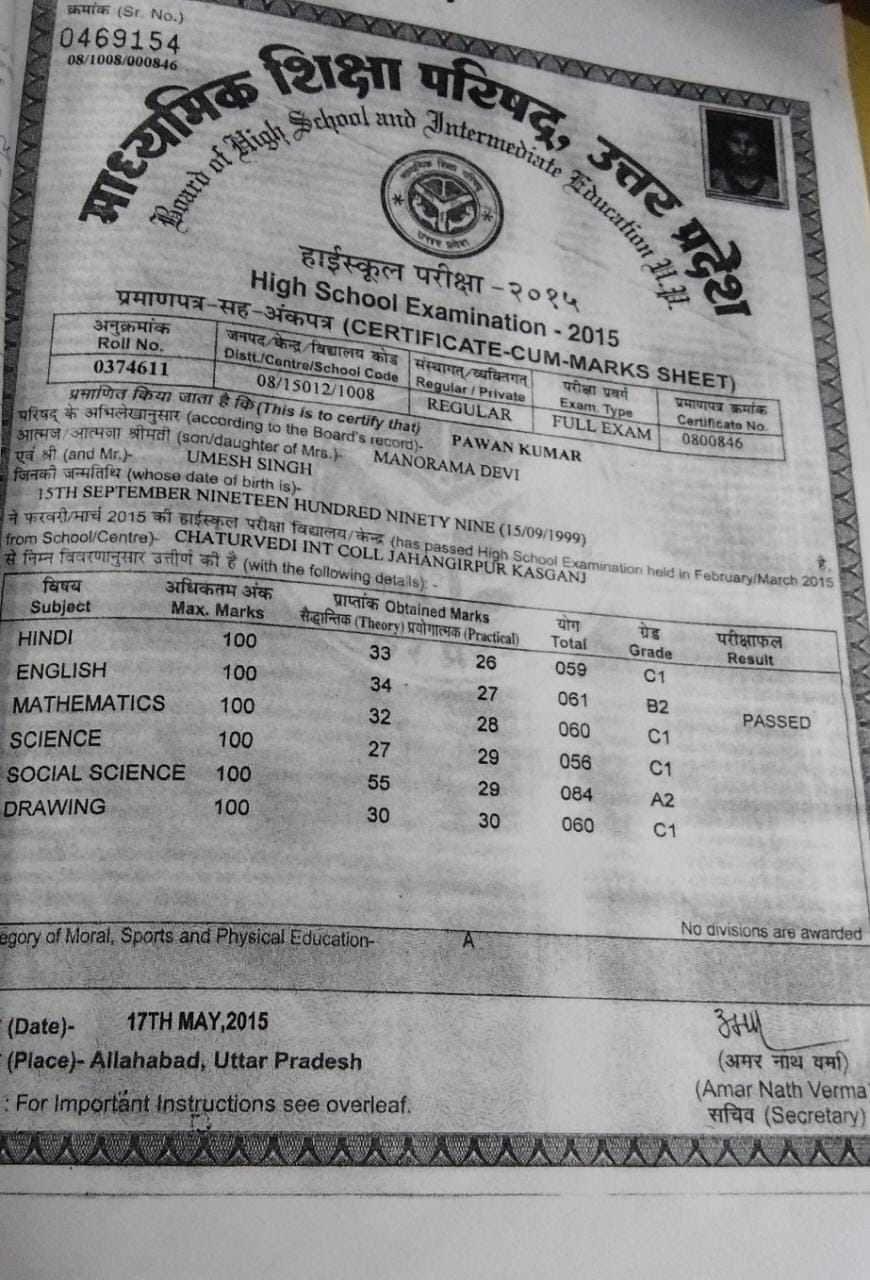 क्रमांक (Sr. No.)
0469154
08/1008/000846
माध्यमिक शिक्षा परिषद्, उत्तर प्रदेश
Board of High School and Intermediate Education U.P.
माध्यमिक शिक्षा परिषद्
उत्तर प्रदेश
हाईस्कूल परीक्षा - २०१५
High School Examination - 2015
प्रमाणपत्र-सह-अंकपत्र (CERTIFICATE-CUM-MARKS SHEET)
अनुक्रमांक जनपद/केन्द्र/विद्यालय कोड संस्थागत/व्यक्तिगत परीक्षा प्रवर्ग प्रमाणपत्र क्रमांक
Roll No. Distt./Centre/School Code Regular / Private Exam. Type Certificate No.
0374611 08/15012/1008 REGULAR FULL EXAM 0800846
प्रमाणित किया जाता है कि (This is to certify that)
परिषद् के अभिलेखानुसार (according to the Board's record)- PAWAN KUMAR
आत्मज/आत्मजा श्रीमती (son/daughter of Mrs.)- MANORAMA DEVI
एवं श्री (and Mr.)- UMESH SINGH
जिनकी जन्मतिथि (whose date of birth is)-
15TH SEPTEMBER NINETEEN HUNDRED NINETY NINE (15/09/1999) है,
ने फरवरी/मार्च 2015 की हाईस्कूल परीक्षा विद्यालय/केन्द्र (has passed High School Examination held in February/March 2015
from School/Centre)- CHATURVEDI INT COLL JAHANGIRPUR KASGANJ
से निम्न विवरणानुसार उत्तीर्ण की है (with the following details): -
विषय अधिकतम अंक प्राप्तांक Obtained Marks योग ग्रेड परीक्षाफल
Subject Max. Marks सैद्धान्तिक (Theory) प्रयोगात्मक (Practical) Total Grade Result
HINDI 100 33 26 059 C1
ENGLISH 100 34 27 061 B2 PASSED
MATHEMATICS 100 32 28 060 C1
SCIENCE 100 27 29 056 C1
SOCIAL SCIENCE 100 55 29 084 A2
DRAWING 100 30 30 060 C1
No divisions are awarded
egory of Moral, Sports and Physical Education- A
(Date)- 17TH MAY,2015
(Place)- Allahabad, Uttar Pradesh
(अमर नाथ वर्मा)
(Amar Nath Verma
सचिव (Secretary)
: For Important Instructions see overleaf.